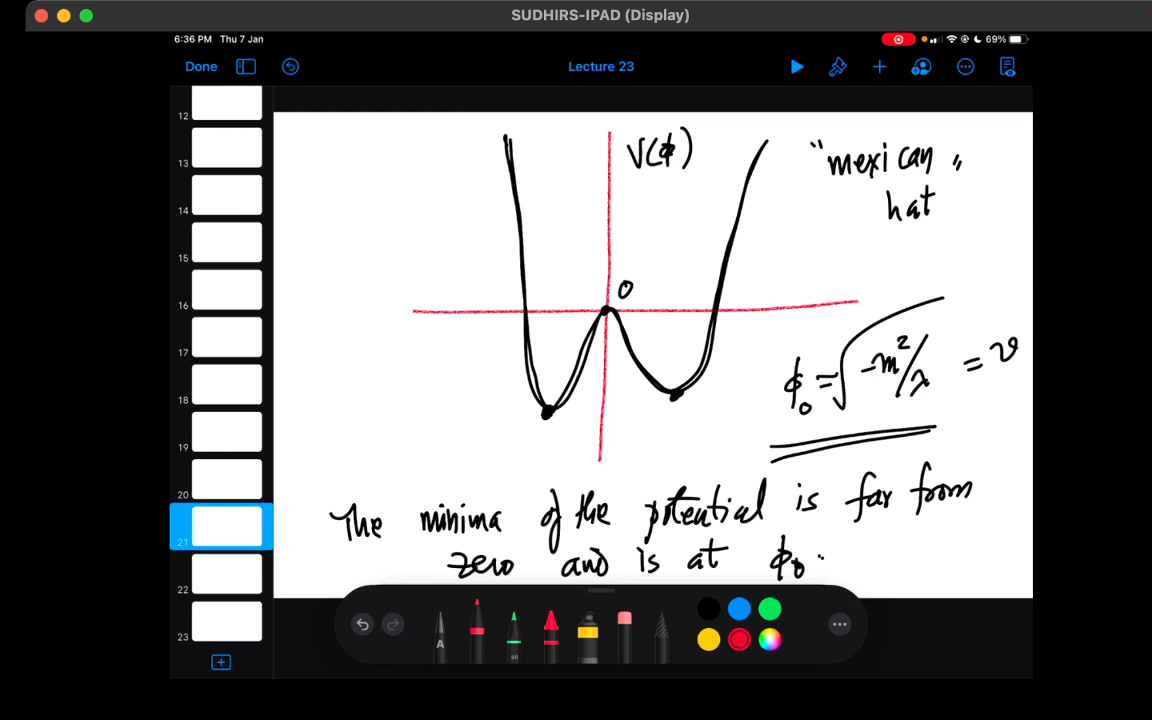 SUDHIRS-IPAD (Display)
6:36 PM Thu 7 Jan
69%
Done
Lecture 23
12
13
14
15
16
17
18
19
20
21
22
23
V(ϕ)
"mexican"
hat
0
ϕ₀ = √-m²/λ = v
The minima of the potential is far from
zero and is at ϕ₀.
A
80